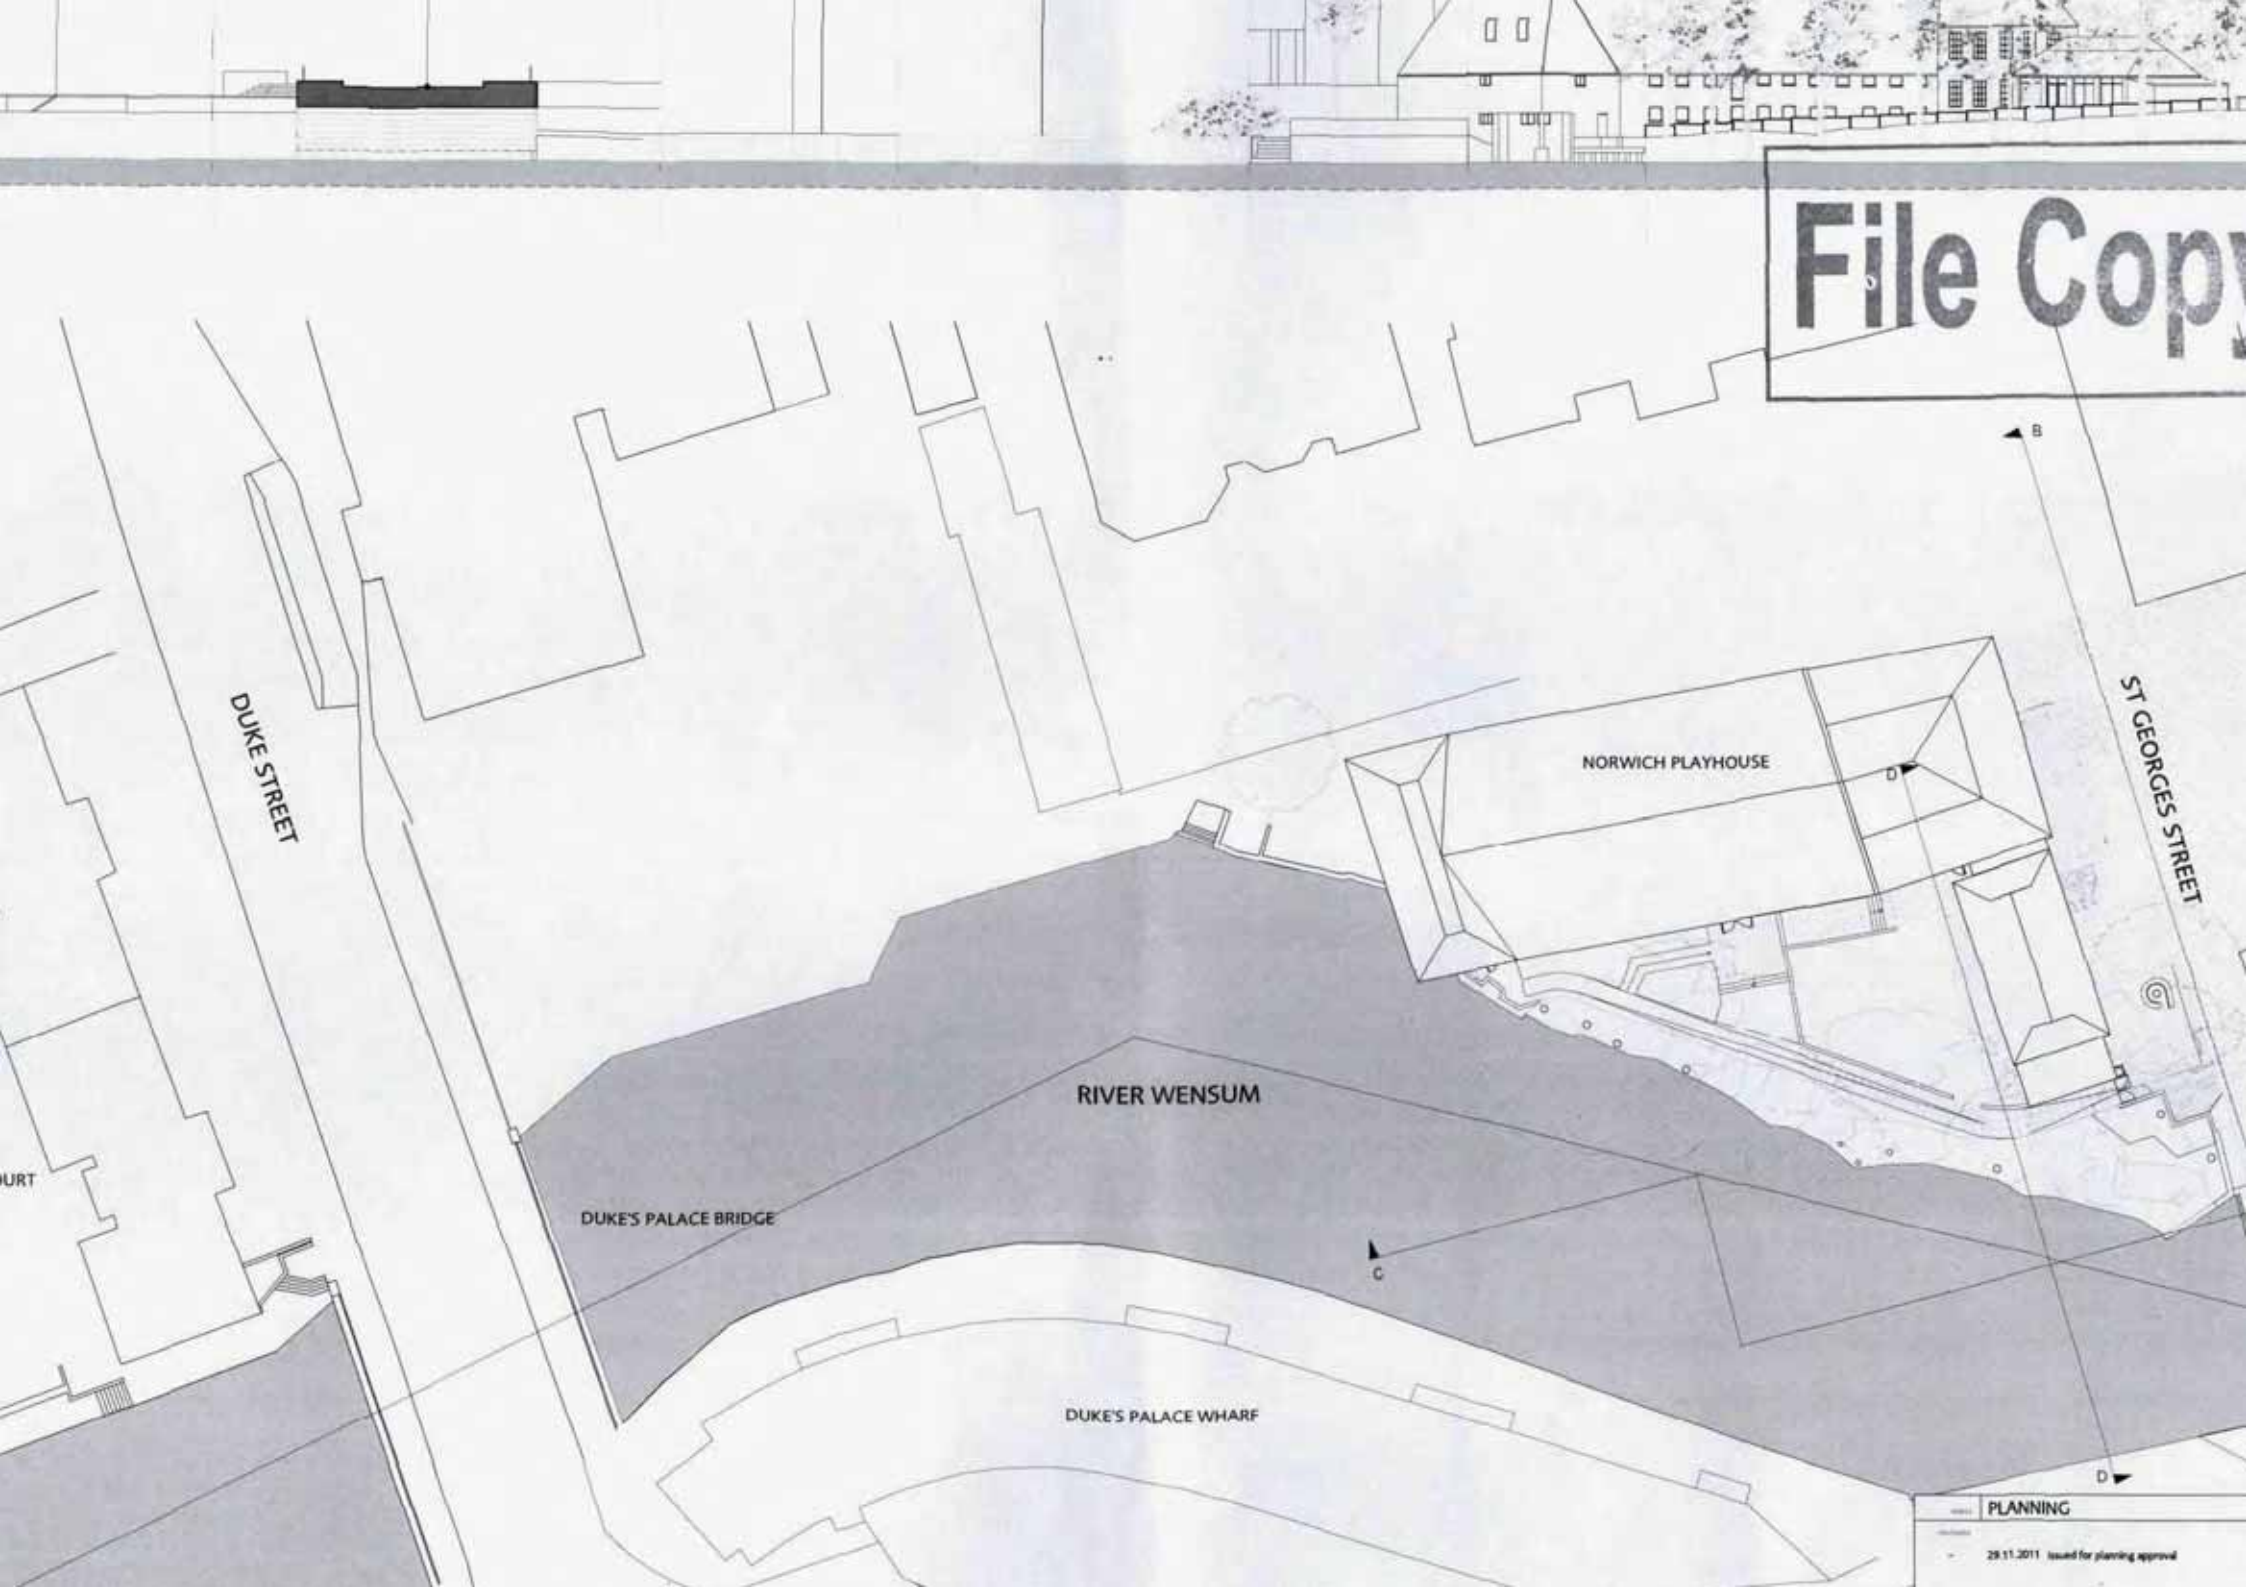 File Copy
B
DUKE STREET
ST GEORGES STREET
NORWICH PLAYHOUSE
D
RIVER WENSUM
DUKE'S PALACE BRIDGE
C
DUKE'S PALACE WHARF
D
PLANNING
- 29.11.2011 Issued for planning approval